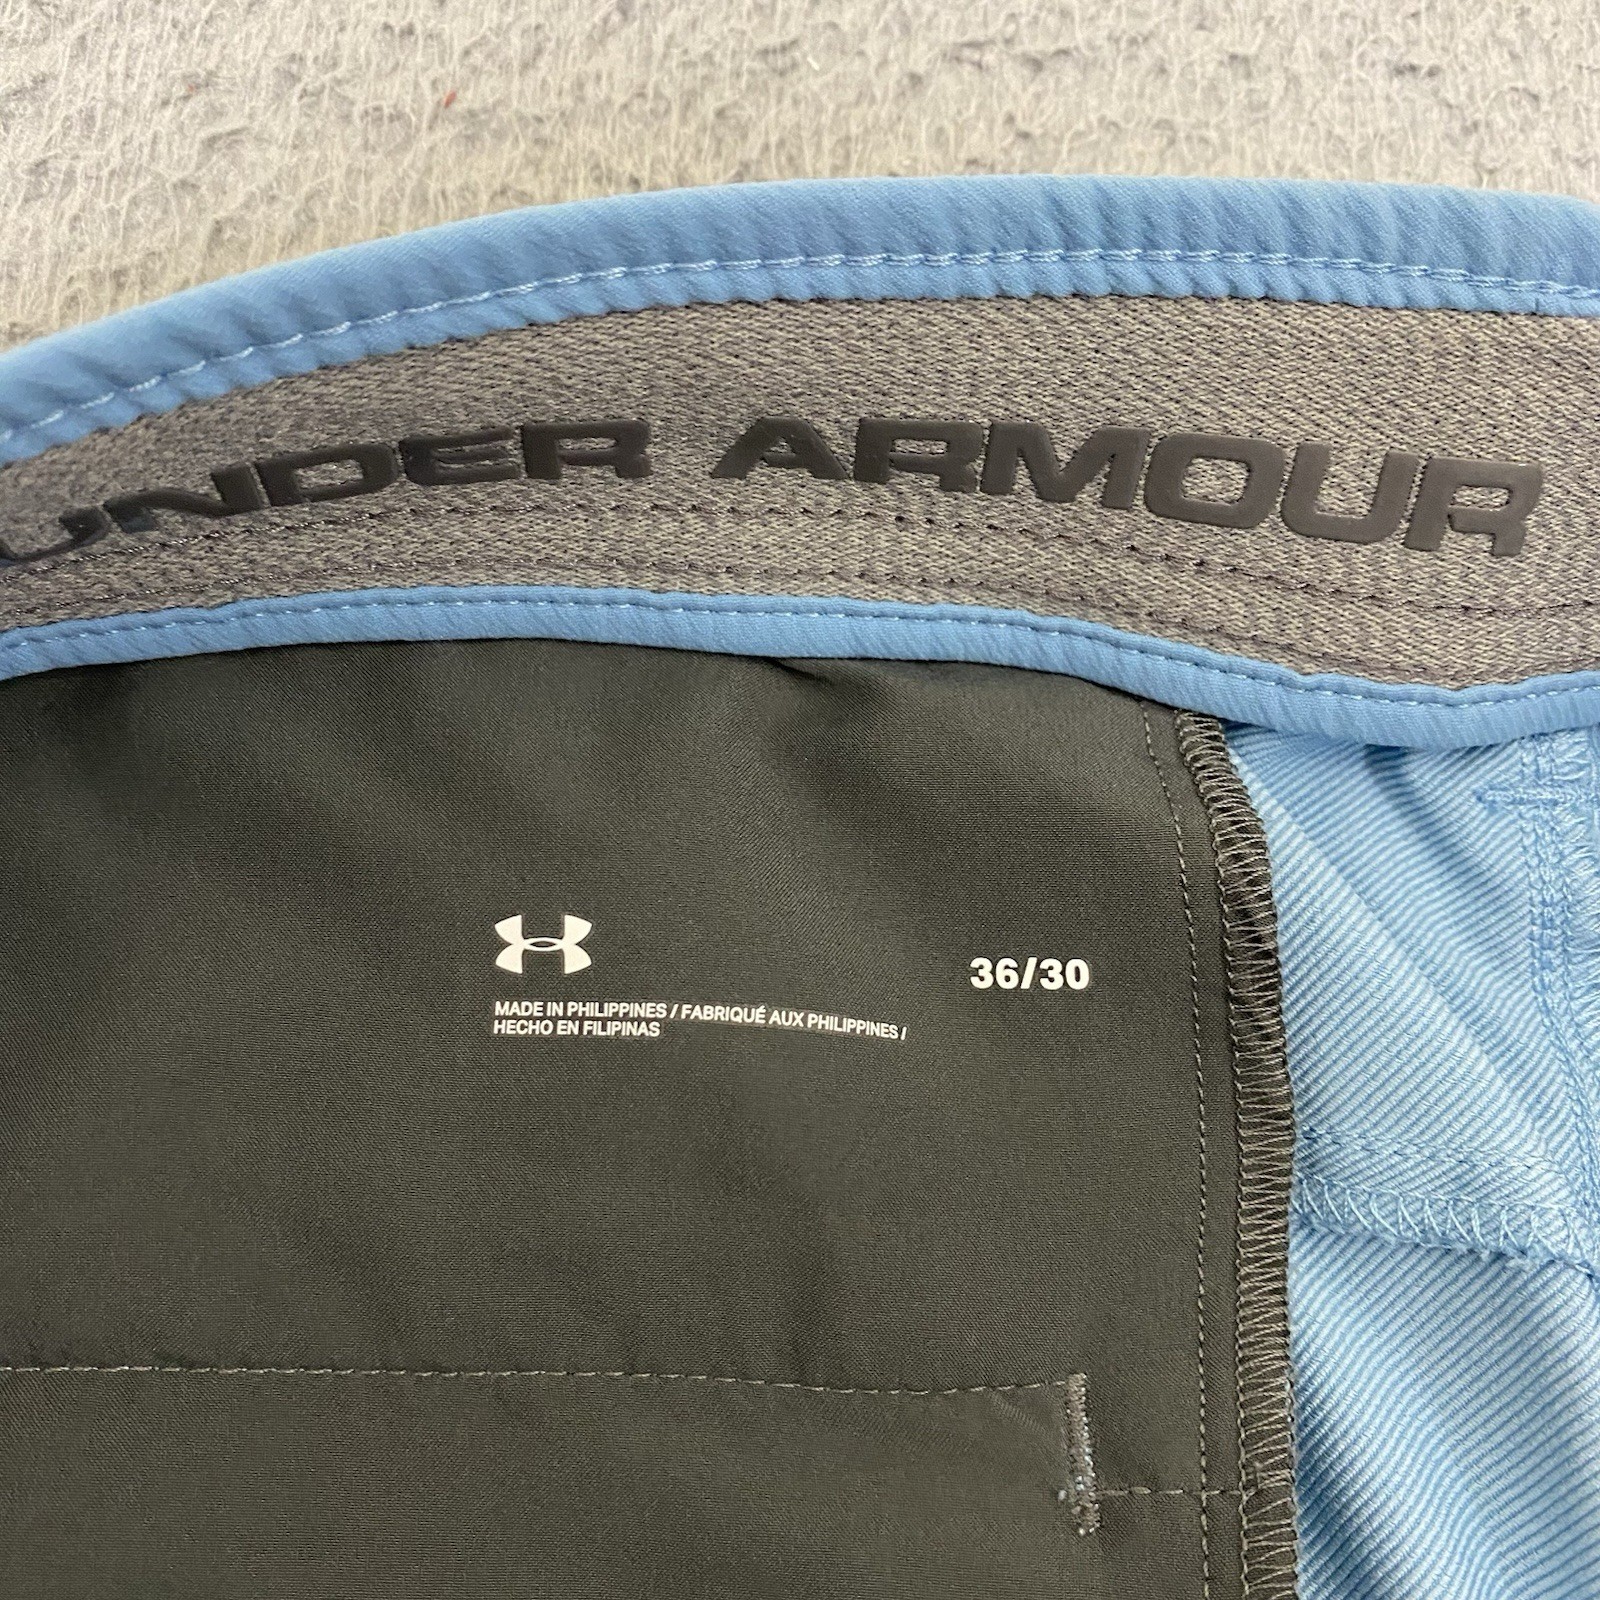 UNDER ARMOUR
36/30
MADE IN PHILIPPINES / FABRIQUÉ AUX PHILIPPINES /
HECHO EN FILIPINAS